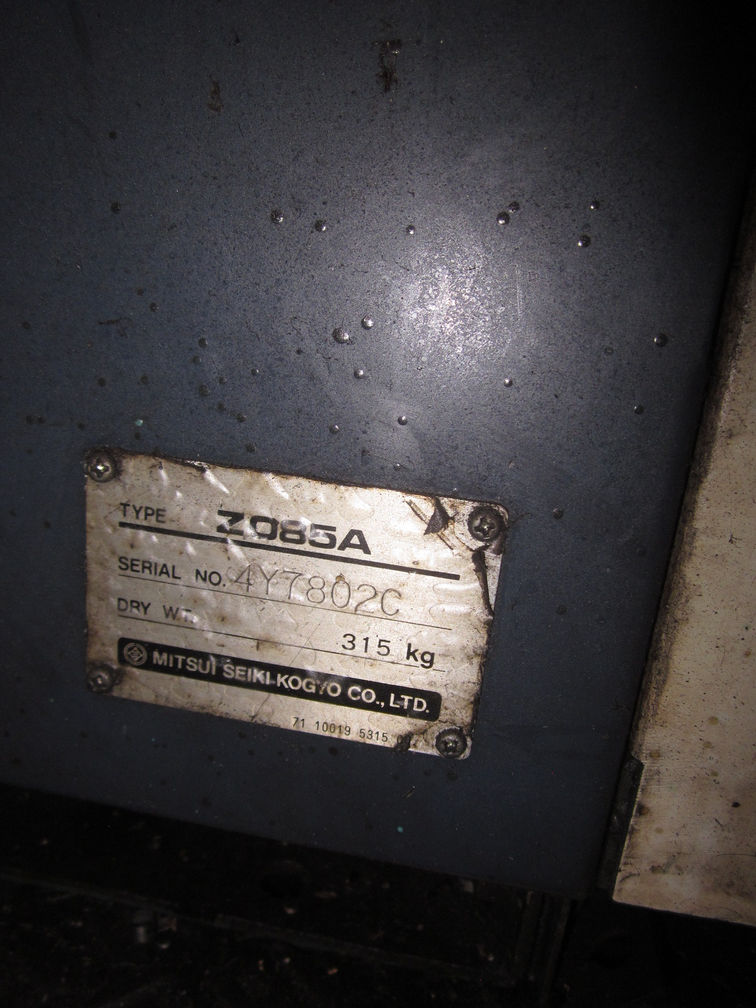 TYPE Z085A
SERIAL NO. 4Y7802C
DRY WT. 315 kg
MITSUI SEIKI KOGYO CO., LTD.
71 10019 5315